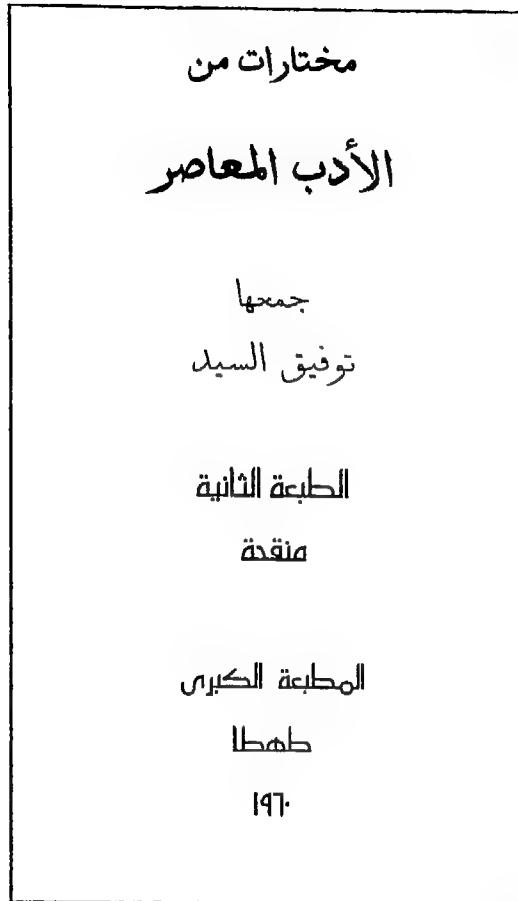 مختارات من
الأدب المعاصر
جمعها
توفيق السيد
الطبعة الثانية
منقحة
المطبعة الكبرى
طهطا
١٩٦٠